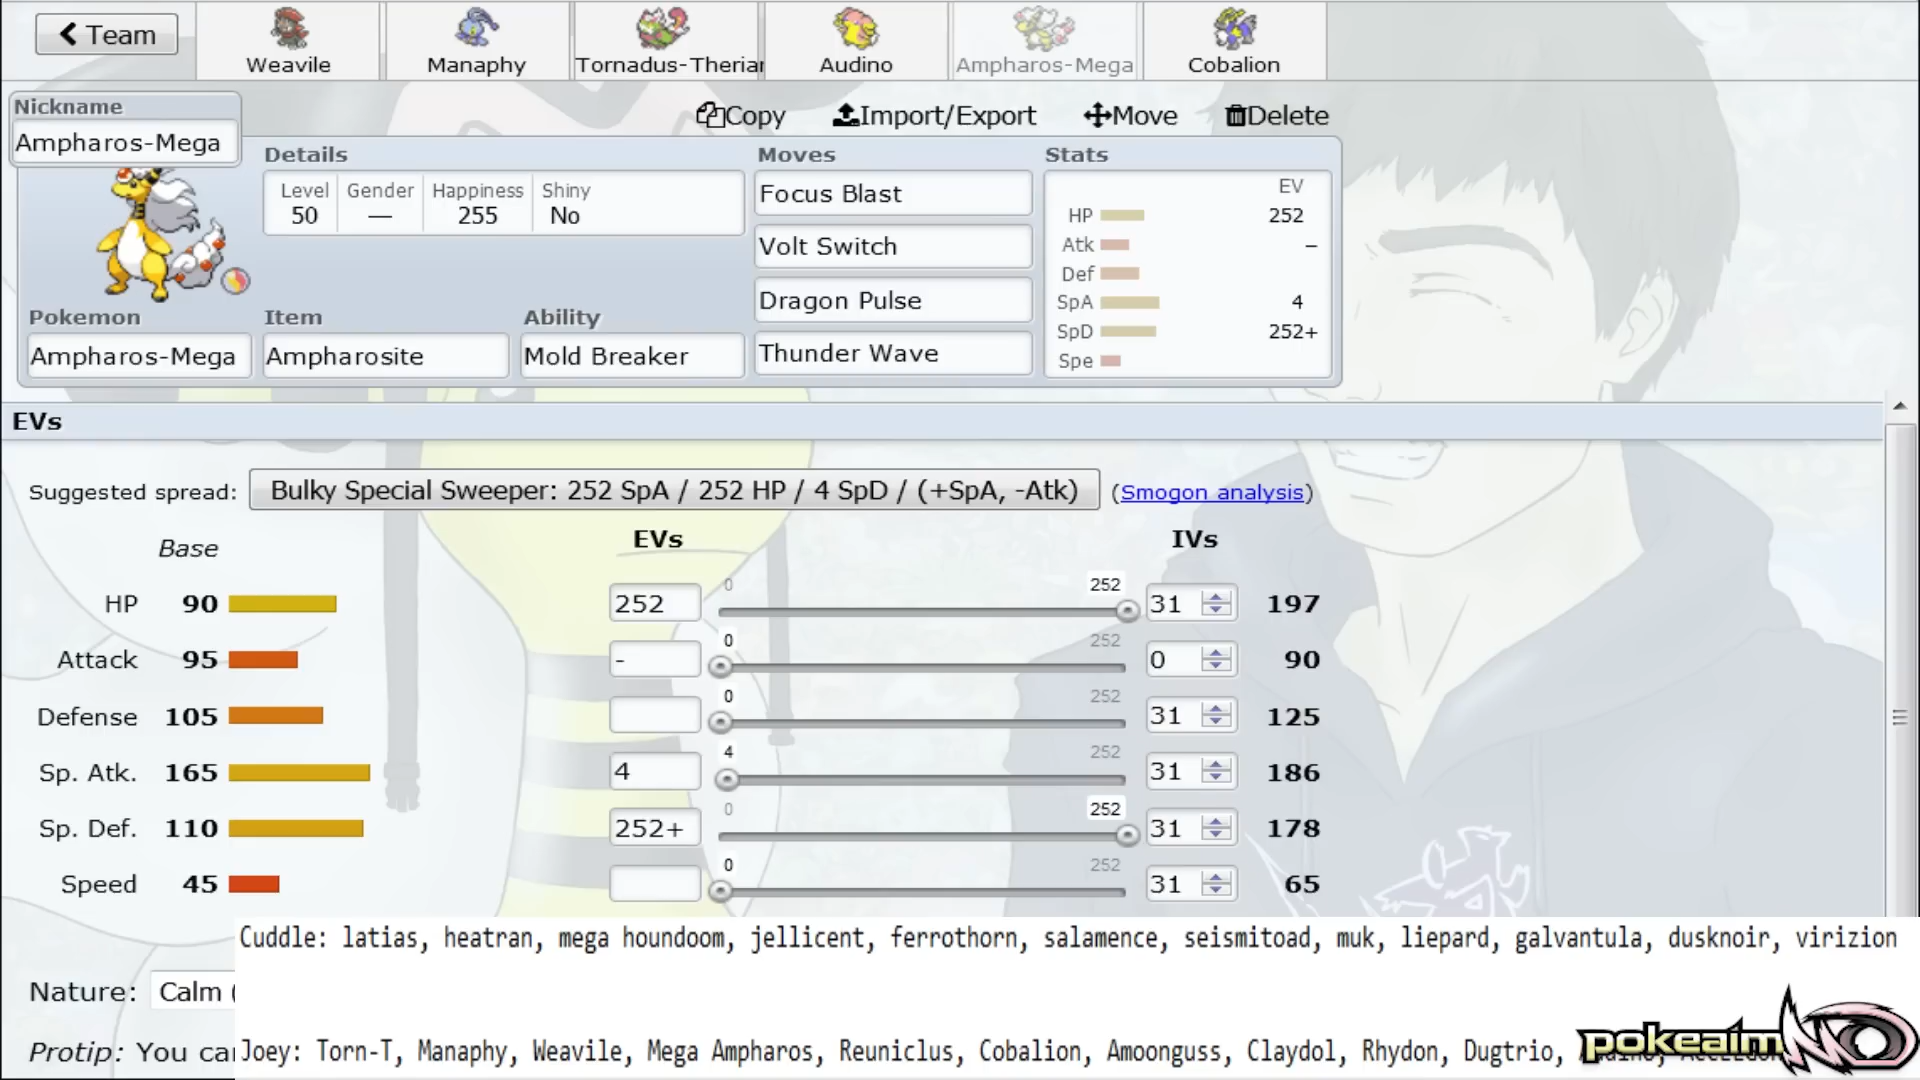 Team
Weavile
Manaphy
Tornadus-Therian
Audino
Ampharos-Mega
Cobalion
Nickname
Ampharos-Mega
Copy
Import/Export
Move
Delete
Details
Level
Gender
Happiness
Shiny
50
—
255
No
Pokemon
Ampharos-Mega
Item
Ampharosite
Ability
Mold Breaker
Moves
Focus Blast
Volt Switch
Dragon Pulse
Thunder Wave
Stats
EV
HP 252
Atk –
Def
SpA 4
SpD 252+
Spe
EVs
Suggested spread: Bulky Special Sweeper: 252 SpA / 252 HP / 4 SpD / (+SpA, -Atk) (Smogon analysis)
Base EVs IVs
HP 90 252 0 252 31 197
Attack 95 - 0 252 0 90
Defense 105 0 252 31 125
Sp. Atk. 165 4 4 252 31 186
Sp. Def. 110 252+ 0 252 31 178
Speed 45 0 252 31 65
Cuddle: latias, heatran, mega houndoom, jellicent, ferrothorn, salamence, seismitoad, muk, liepard, galvantula, dusknoir, virizion
Nature: Calm (
Protip: You ca
Joey: Torn-T, Manaphy, Weavile, Mega Ampharos, Reuniclus, Cobalion, Amoonguss, Claydol, Rhydon, Dugtrio,
pokeaimMD